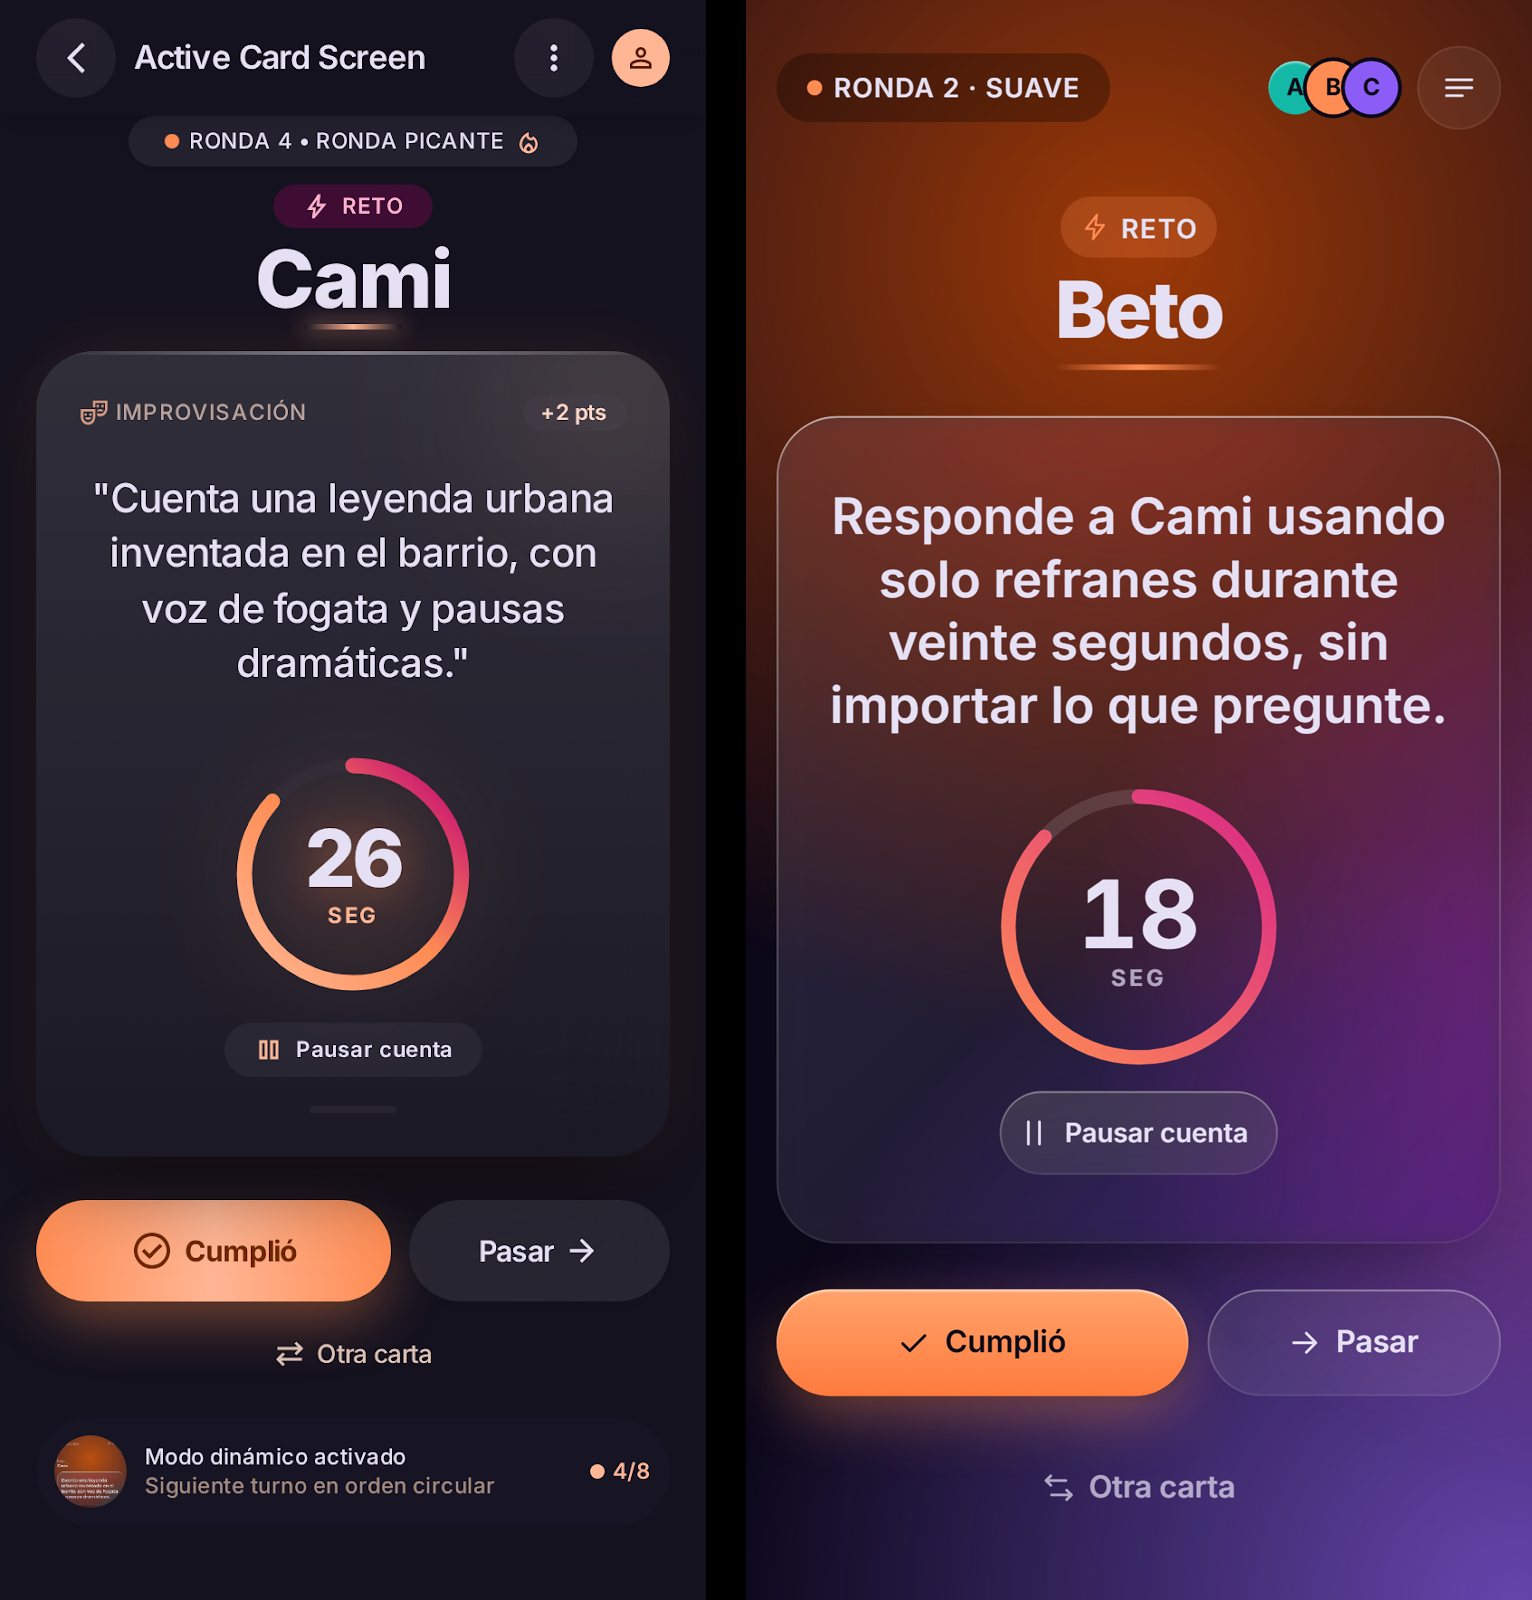 Active Card Screen
RONDA 4 • RONDA PICANTE
RETO
Cami
IMPROVISACIÓN
+2 pts
"Cuenta una leyenda urbana
inventada en el barrio, con
voz de fogata y pausas
dramáticas."
26
SEG
Pausar cuenta
Cumplió
Pasar
Otra carta
Modo dinámico activado
Siguiente turno en orden circular
4/8
RONDA 2 · SUAVE
A
B
C
RETO
Beto
Responde a Cami usando
solo refranes durante
veinte segundos, sin
importar lo que pregunte.
18
SEG
Pausar cuenta
Cumplió
Pasar
Otra carta